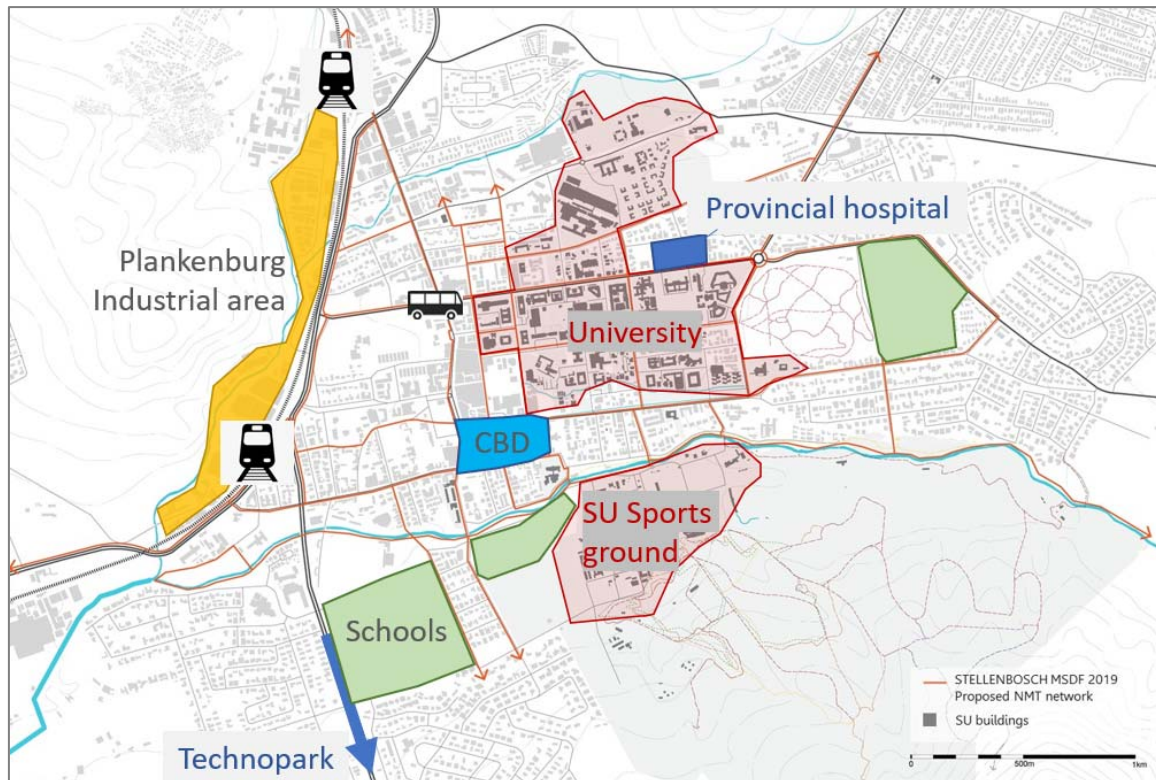 Provincial hospital
Plankenburg
Industrial area
University
CBD
SU Sports
ground
Schools
Technopark
STELLENBOSCH MSDF 2019
Proposed NMT network
SU buildings
0
500m
1km